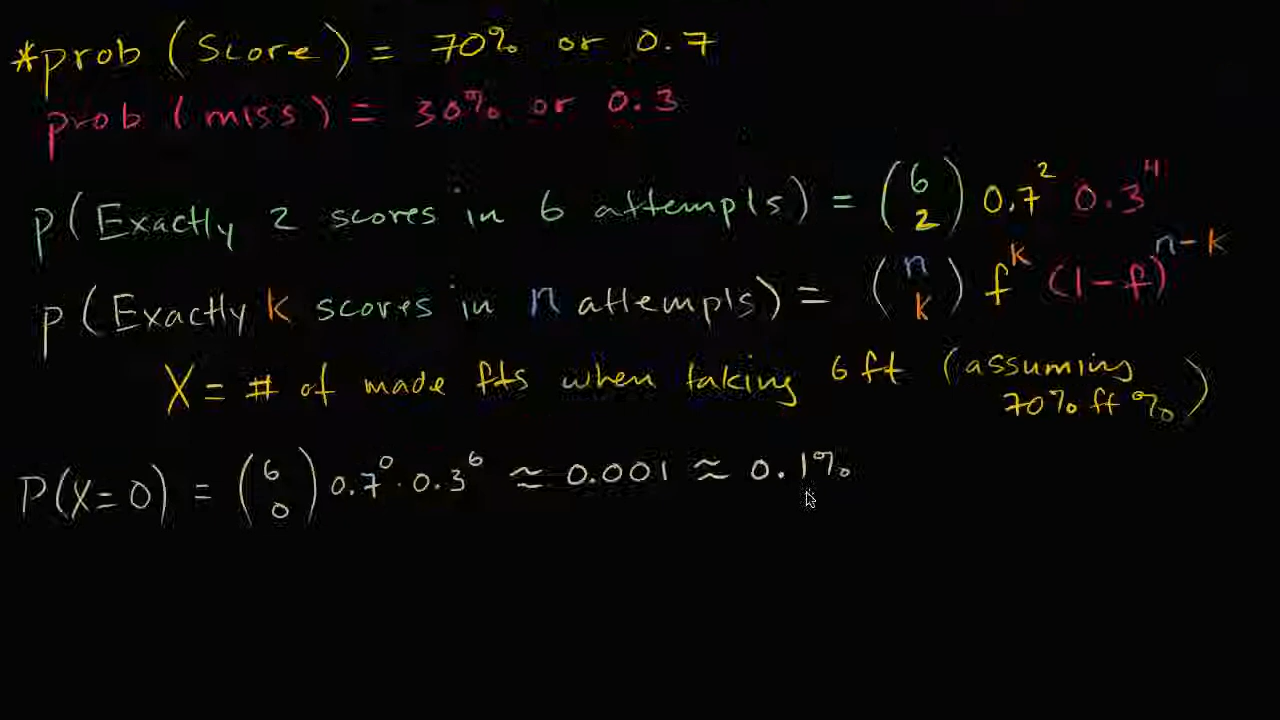 *prob (Score) = 70% or 0.7
prob (miss) = 30% or 0.3
P(Exactly 2 scores in 6 attempts) = (6 2) 0.7² 0.3⁴
P(Exactly k scores in n attempts) = (n k) f^k (1-f)^n-k
X = # of made fts when taking 6 ft (assuming
70% ft %)
P(X=0) = (6 0) 0.7⁰ · 0.3⁶ ≈ 0.001 ≈ 0.1%